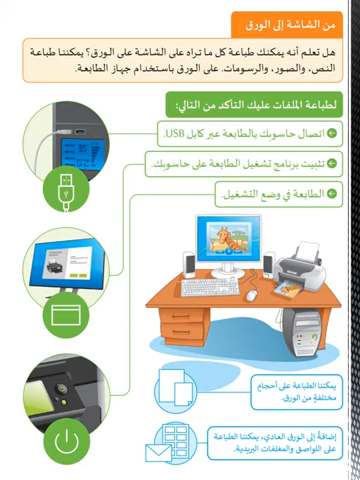 من الشاشة إلى الورق
هل تعلم أنه يمكنك طباعة كل ما تراه على الشاشة على الورق؟ يمكننا طباعة
النص، والصور، والرسومات. على الورق باستخدام جهاز الطابعة.
لطباعة الملفات عليك التأكد من التالي:
اتصال حاسوبك بالطابعة عبر كابل USB.
تثبيت برنامج تشغيل الطابعة على حاسوبك.
الطابعة في وضع التشغيل.
يمكننا الطباعة على أحجام
مختلفةٍ من الورق.
إضافةً إلى الورق العادي، يمكننا الطباعة
على اللواصق والمغلفات البريدية.